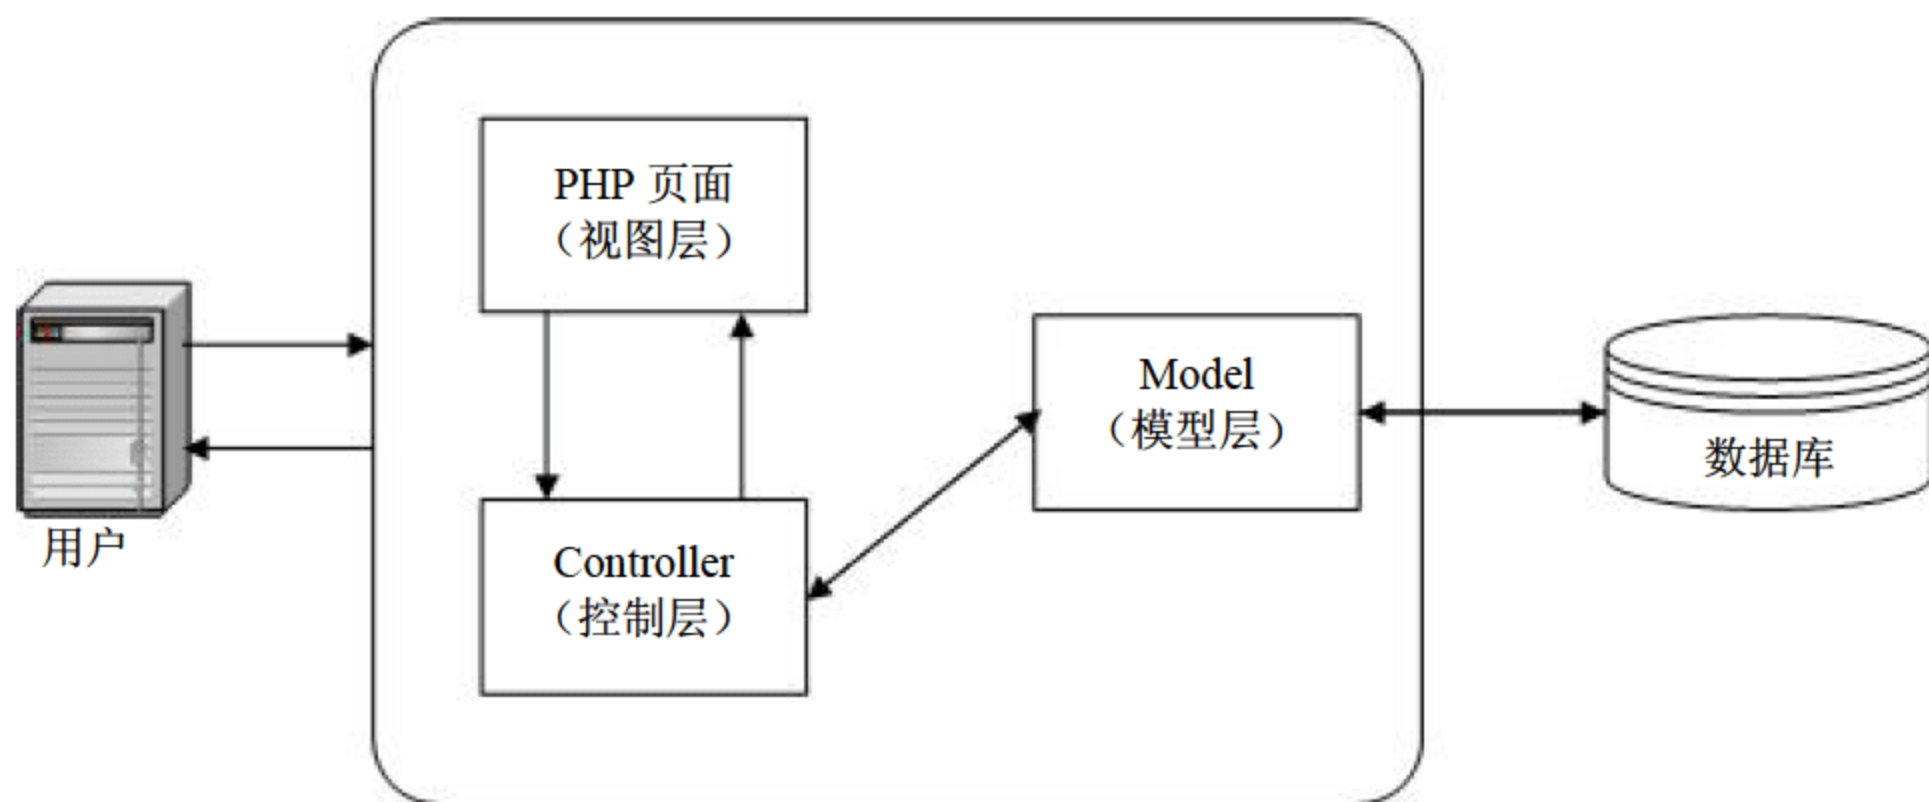 PHP 页面
（视图层）
用户
Controller
（控制层）
Model
（模型层）
数据库